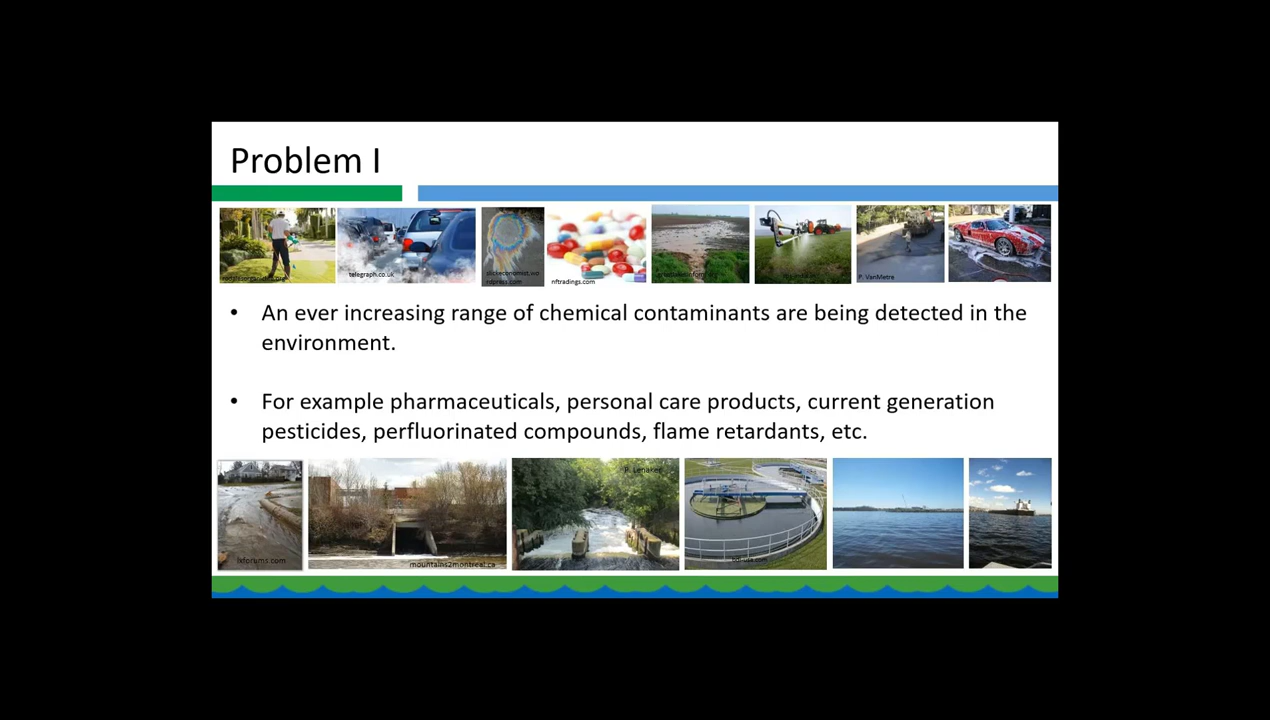 Problem I
telegraph.co.uk
nftradings.com
P. VanMetre
• An ever increasing range of chemical contaminants are being detected in the
environment.
• For example pharmaceuticals, personal care products, current generation
pesticides, perfluorinated compounds, flame retardants, etc.
P. Lenaker
ixforums.com
mountains2montreal.ca